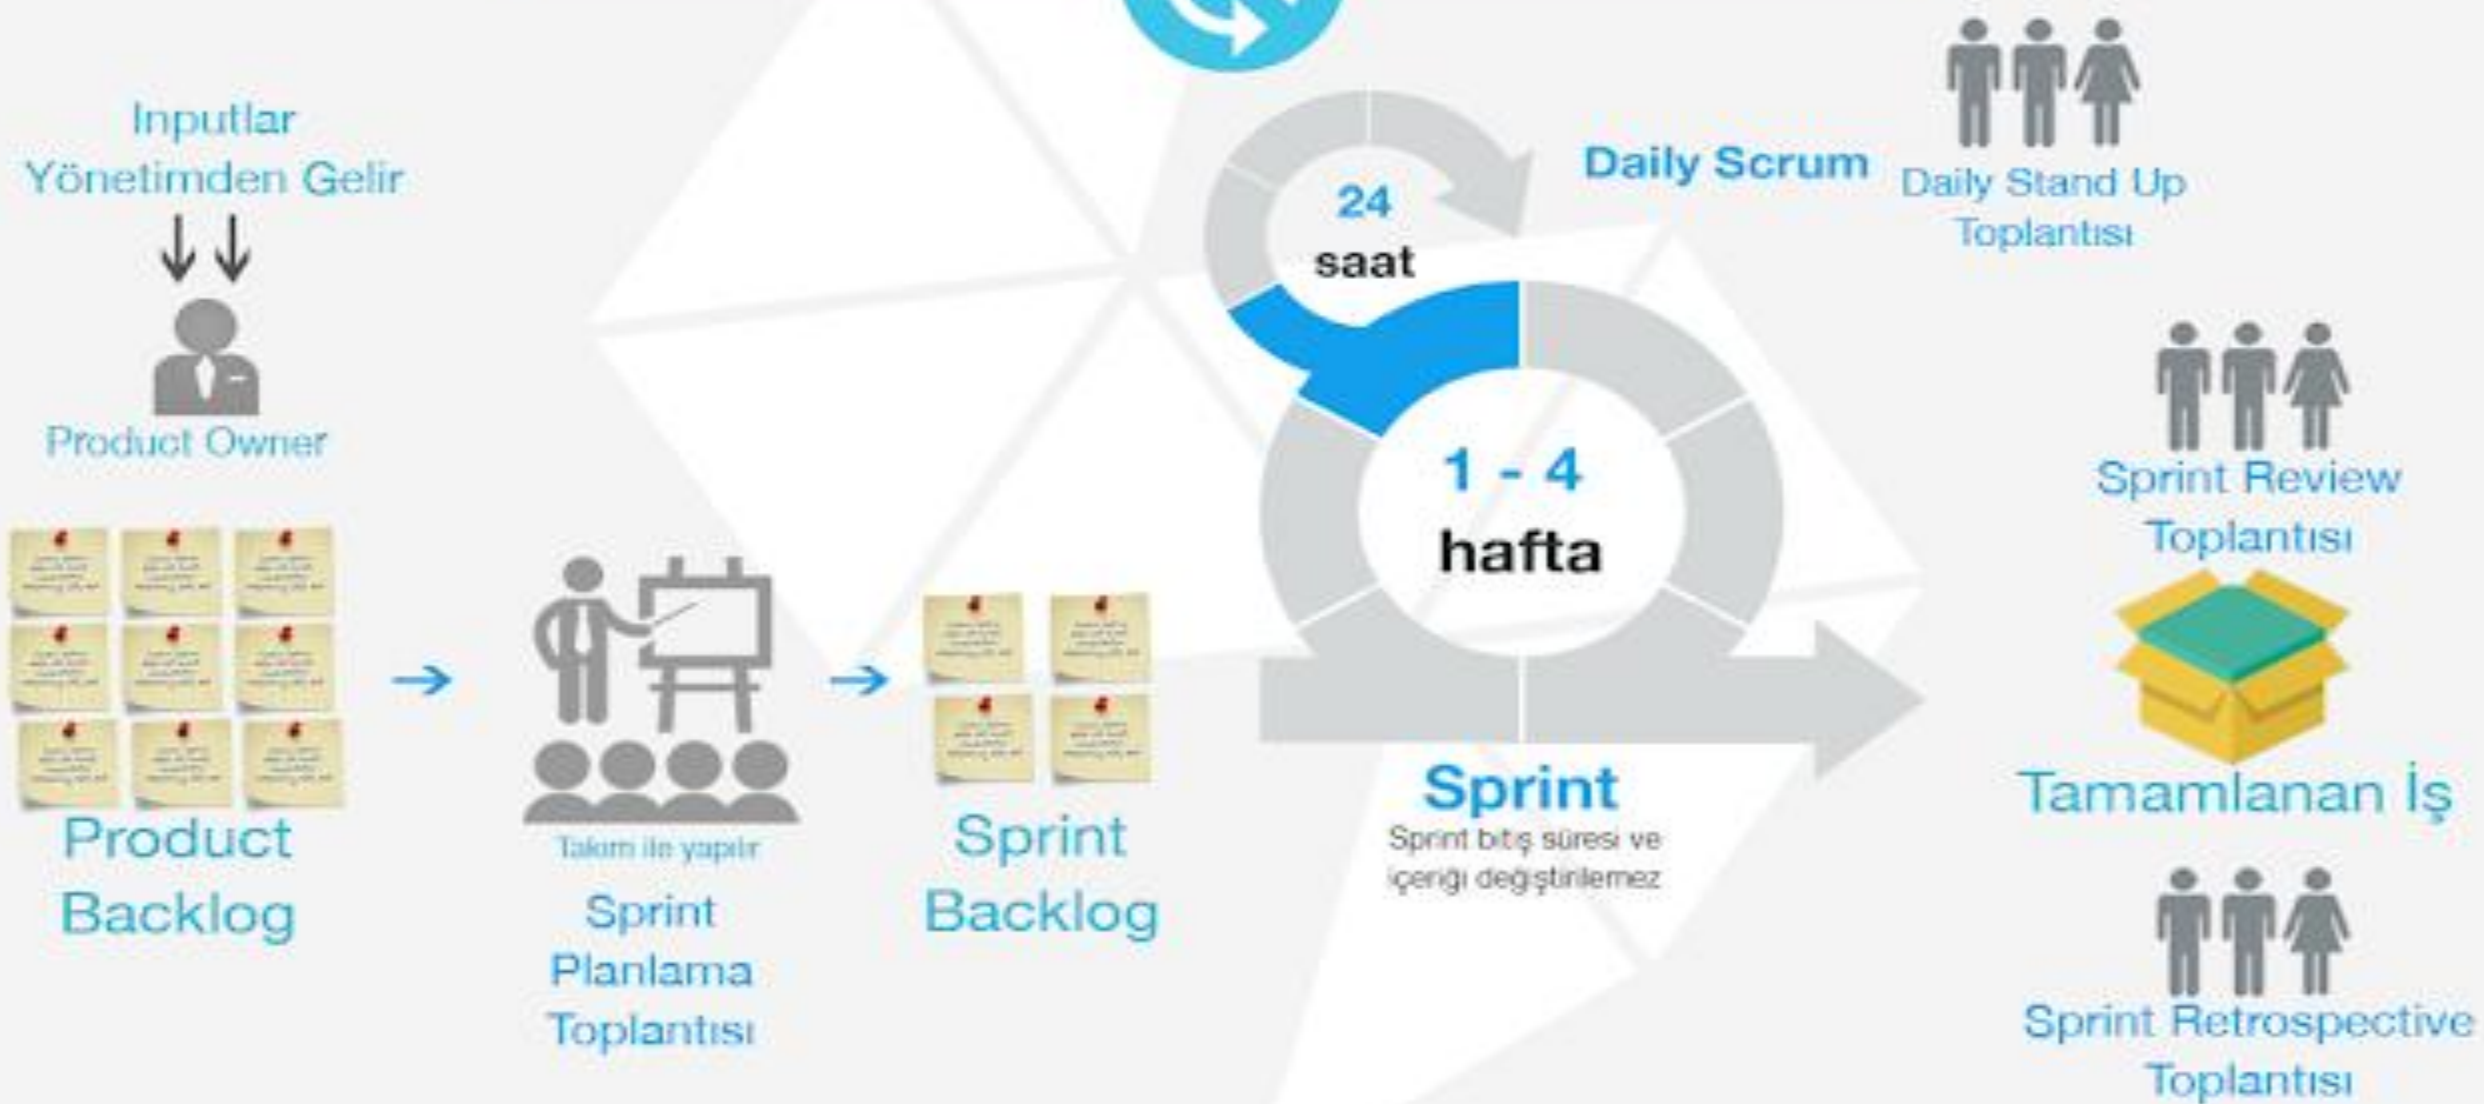 Inputlar
Yönetimden Gelir
Product Owner
Product
Backlog
Takım ile yapılır
Sprint
Planlama
Toplantısı
Sprint
Backlog
24
saat
Daily Scrum
Daily Stand Up
Toplantısı
1 - 4
hafta
Sprint
Sprint bitiş süresi ve
içeriği değiştirilemez
Sprint Review
Toplantısı
Tamamlanan İş
Sprint Retrospective
Toplantısı